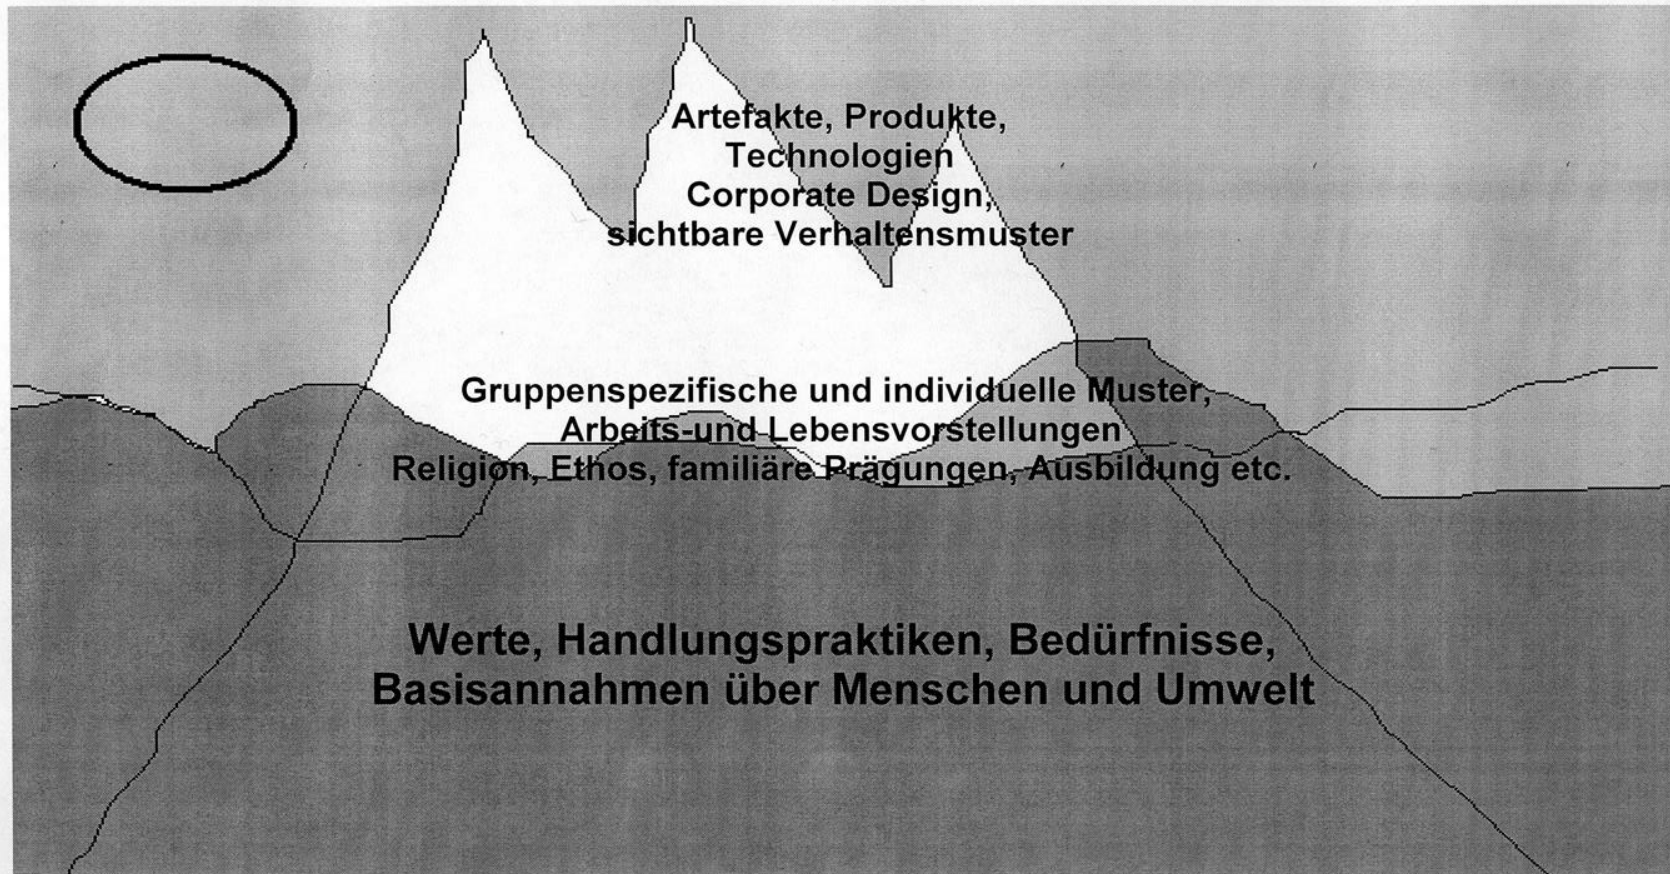 Artefakte, Produkte,
Technologien
Corporate Design,
sichtbare Verhaltensmuster
Gruppenspezifische und individuelle Muster,
Arbeits-und Lebensvorstellungen
Religion, Ethos, familiäre Prägungen, Ausbildung etc.
Werte, Handlungspraktiken, Bedürfnisse,
Basisannahmen über Menschen und Umwelt